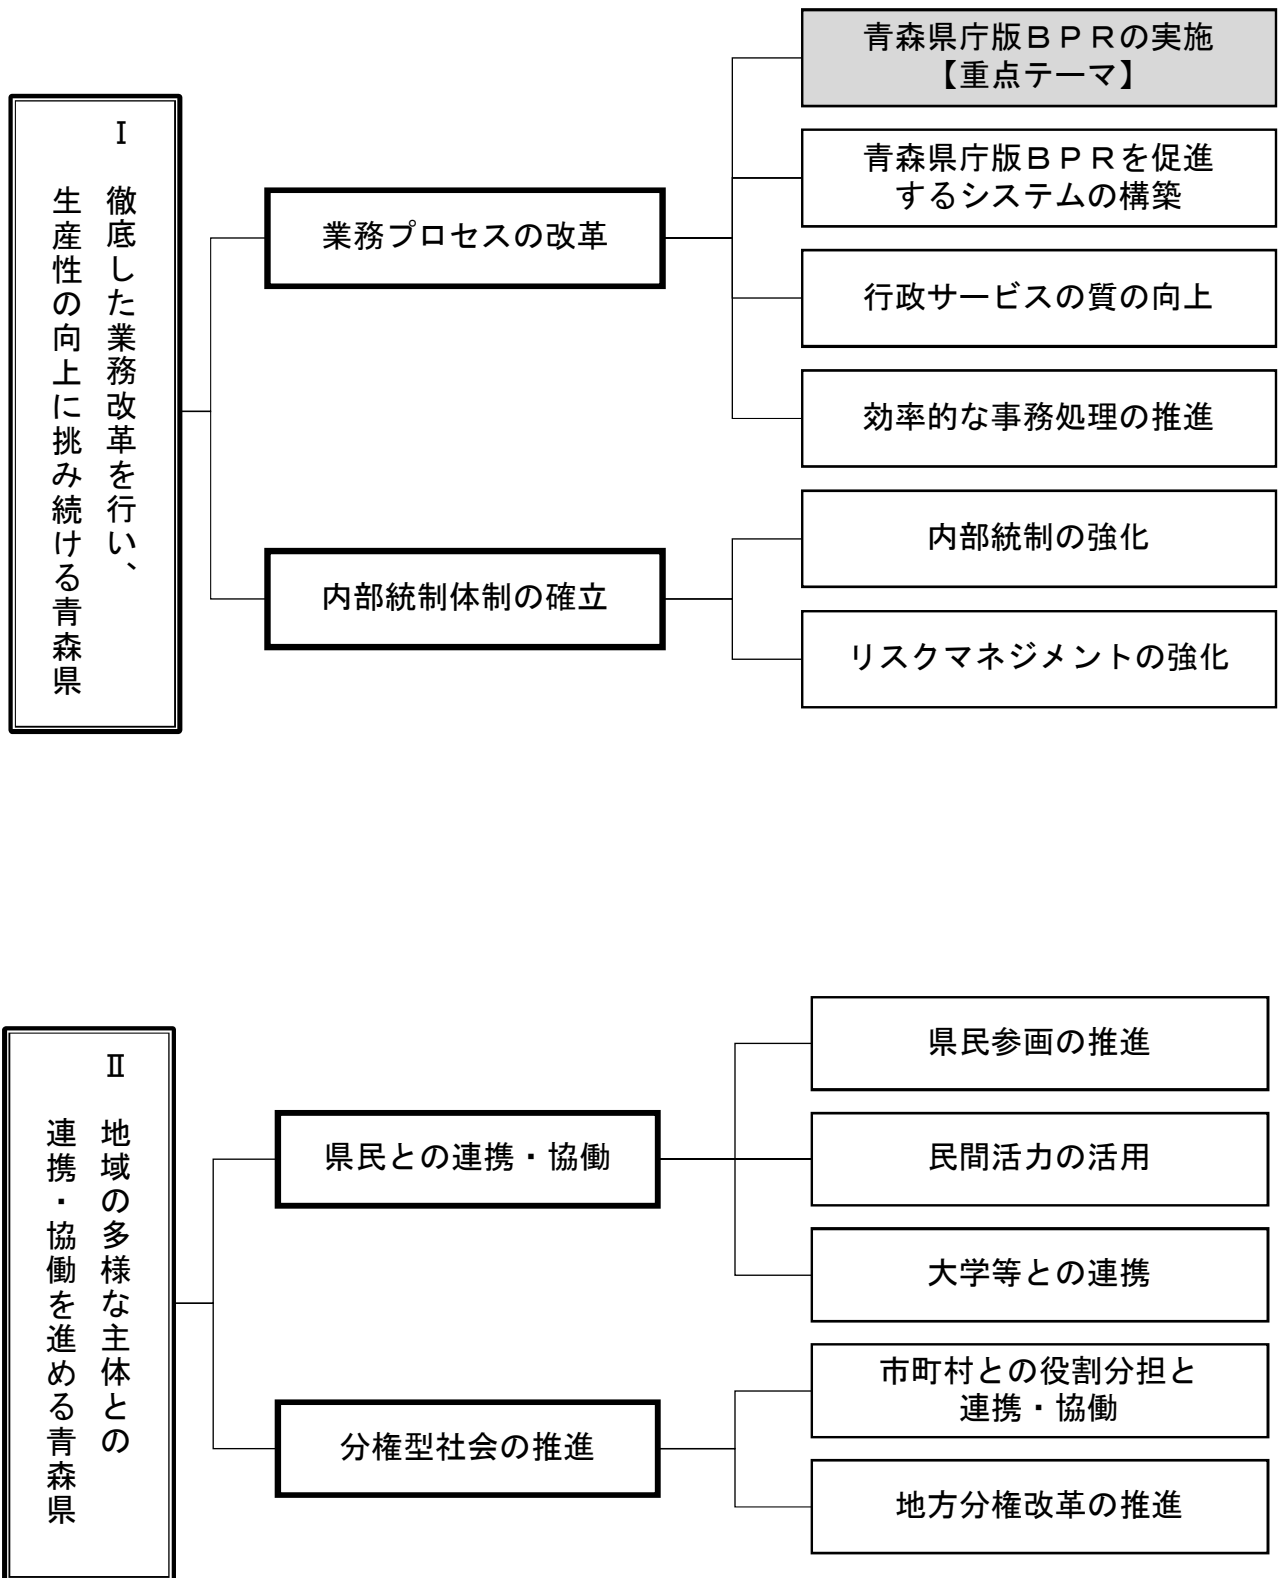 Ⅰ　徹底した業務改革を行い、
生産性の向上に挑み続ける青森県
業務プロセスの改革
青森県庁版ＢＰＲの実施
【重点テーマ】
青森県庁版ＢＰＲを促進
するシステムの構築
行政サービスの質の向上
効率的な事務処理の推進
内部統制体制の確立
内部統制の強化
リスクマネジメントの強化
Ⅱ　地域の多様な主体との
連携・協働を進める青森県
県民との連携・協働
県民参画の推進
民間活力の活用
大学等との連携
分権型社会の推進
市町村との役割分担と
連携・協働
地方分権改革の推進